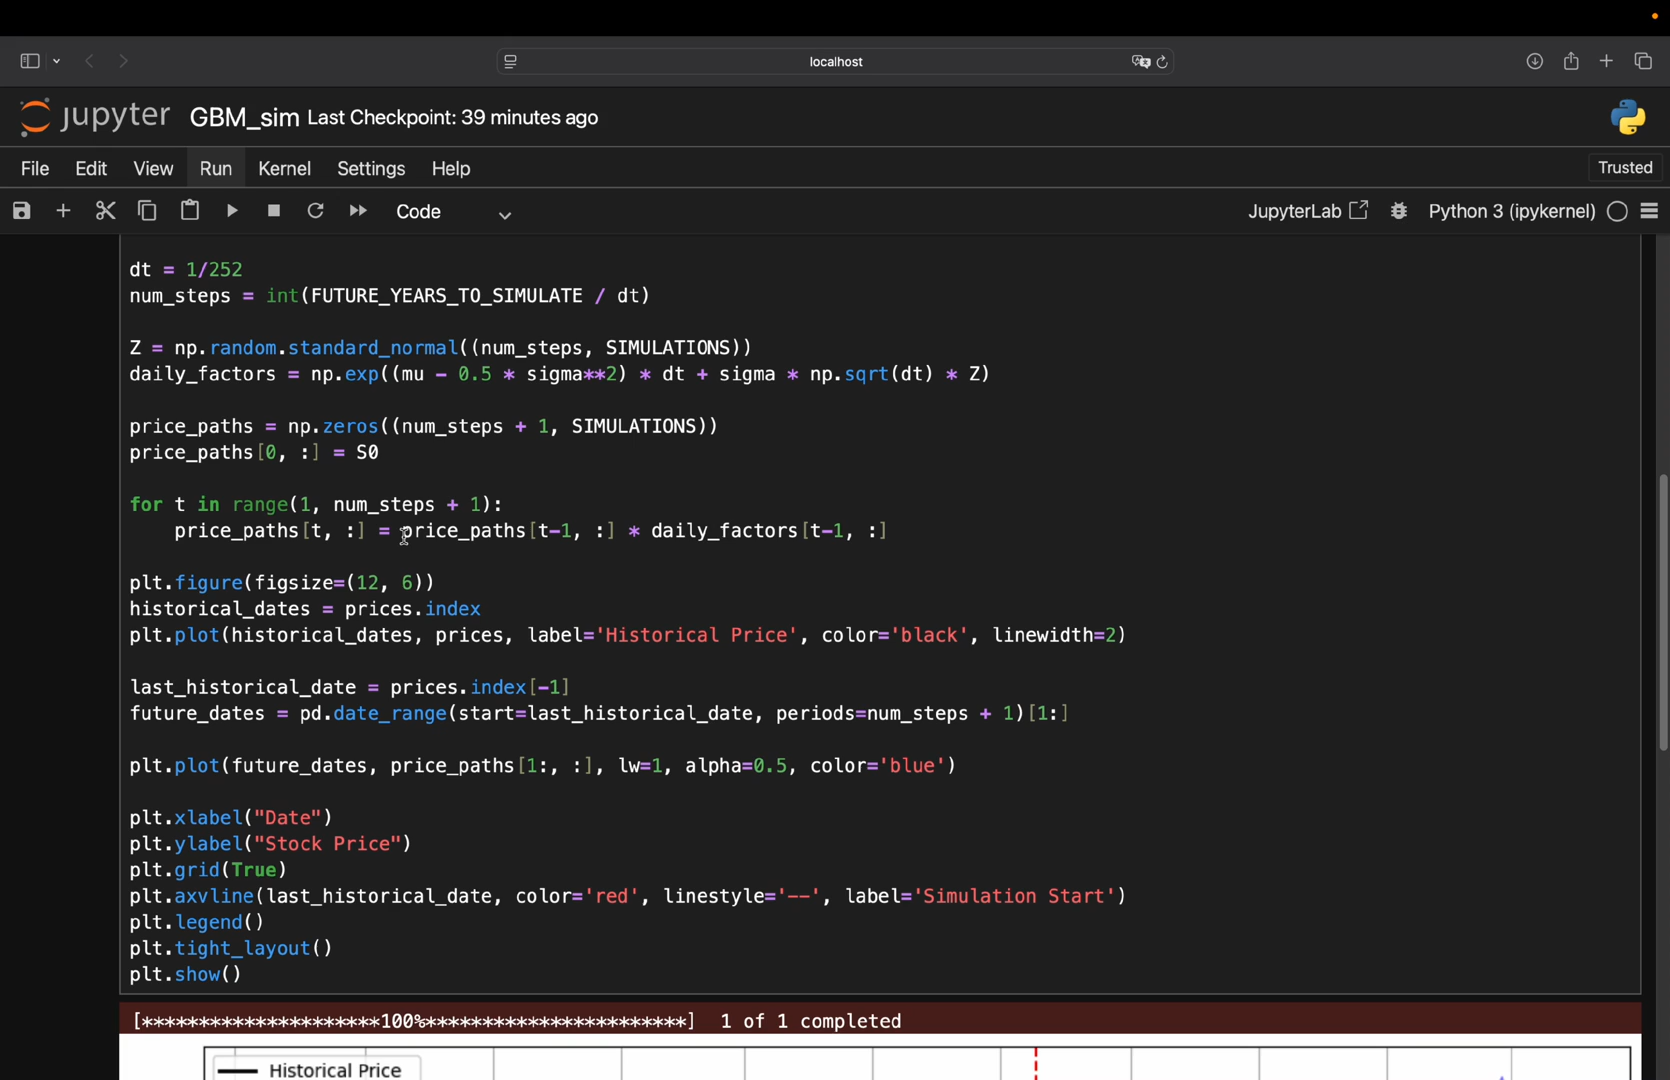 localhost
jupyter GBM_sim Last Checkpoint: 39 minutes ago
File Edit View Run Kernel Settings Help Trusted
Code JupyterLab Python 3 (ipykernel)
dt = 1/252
num_steps = int(FUTURE_YEARS_TO_SIMULATE / dt)
Z = np.random.standard_normal((num_steps, SIMULATIONS))
daily_factors = np.exp((mu - 0.5 * sigma**2) * dt + sigma * np.sqrt(dt) * Z)
price_paths = np.zeros((num_steps + 1, SIMULATIONS))
price_paths[0, :] = S0
for t in range(1, num_steps + 1):
    price_paths[t, :] = price_paths[t-1, :] * daily_factors[t-1, :]
plt.figure(figsize=(12, 6))
historical_dates = prices.index
plt.plot(historical_dates, prices, label='Historical Price', color='black', linewidth=2)
last_historical_date = prices.index[-1]
future_dates = pd.date_range(start=last_historical_date, periods=num_steps + 1)[1:]
plt.plot(future_dates, price_paths[1:, :], lw=1, alpha=0.5, color='blue')
plt.xlabel("Date")
plt.ylabel("Stock Price")
plt.grid(True)
plt.axvline(last_historical_date, color='red', linestyle='--', label='Simulation Start')
plt.legend()
plt.tight_layout()
plt.show()
[*********************100%***********************]  1 of 1 completed
Historical Price